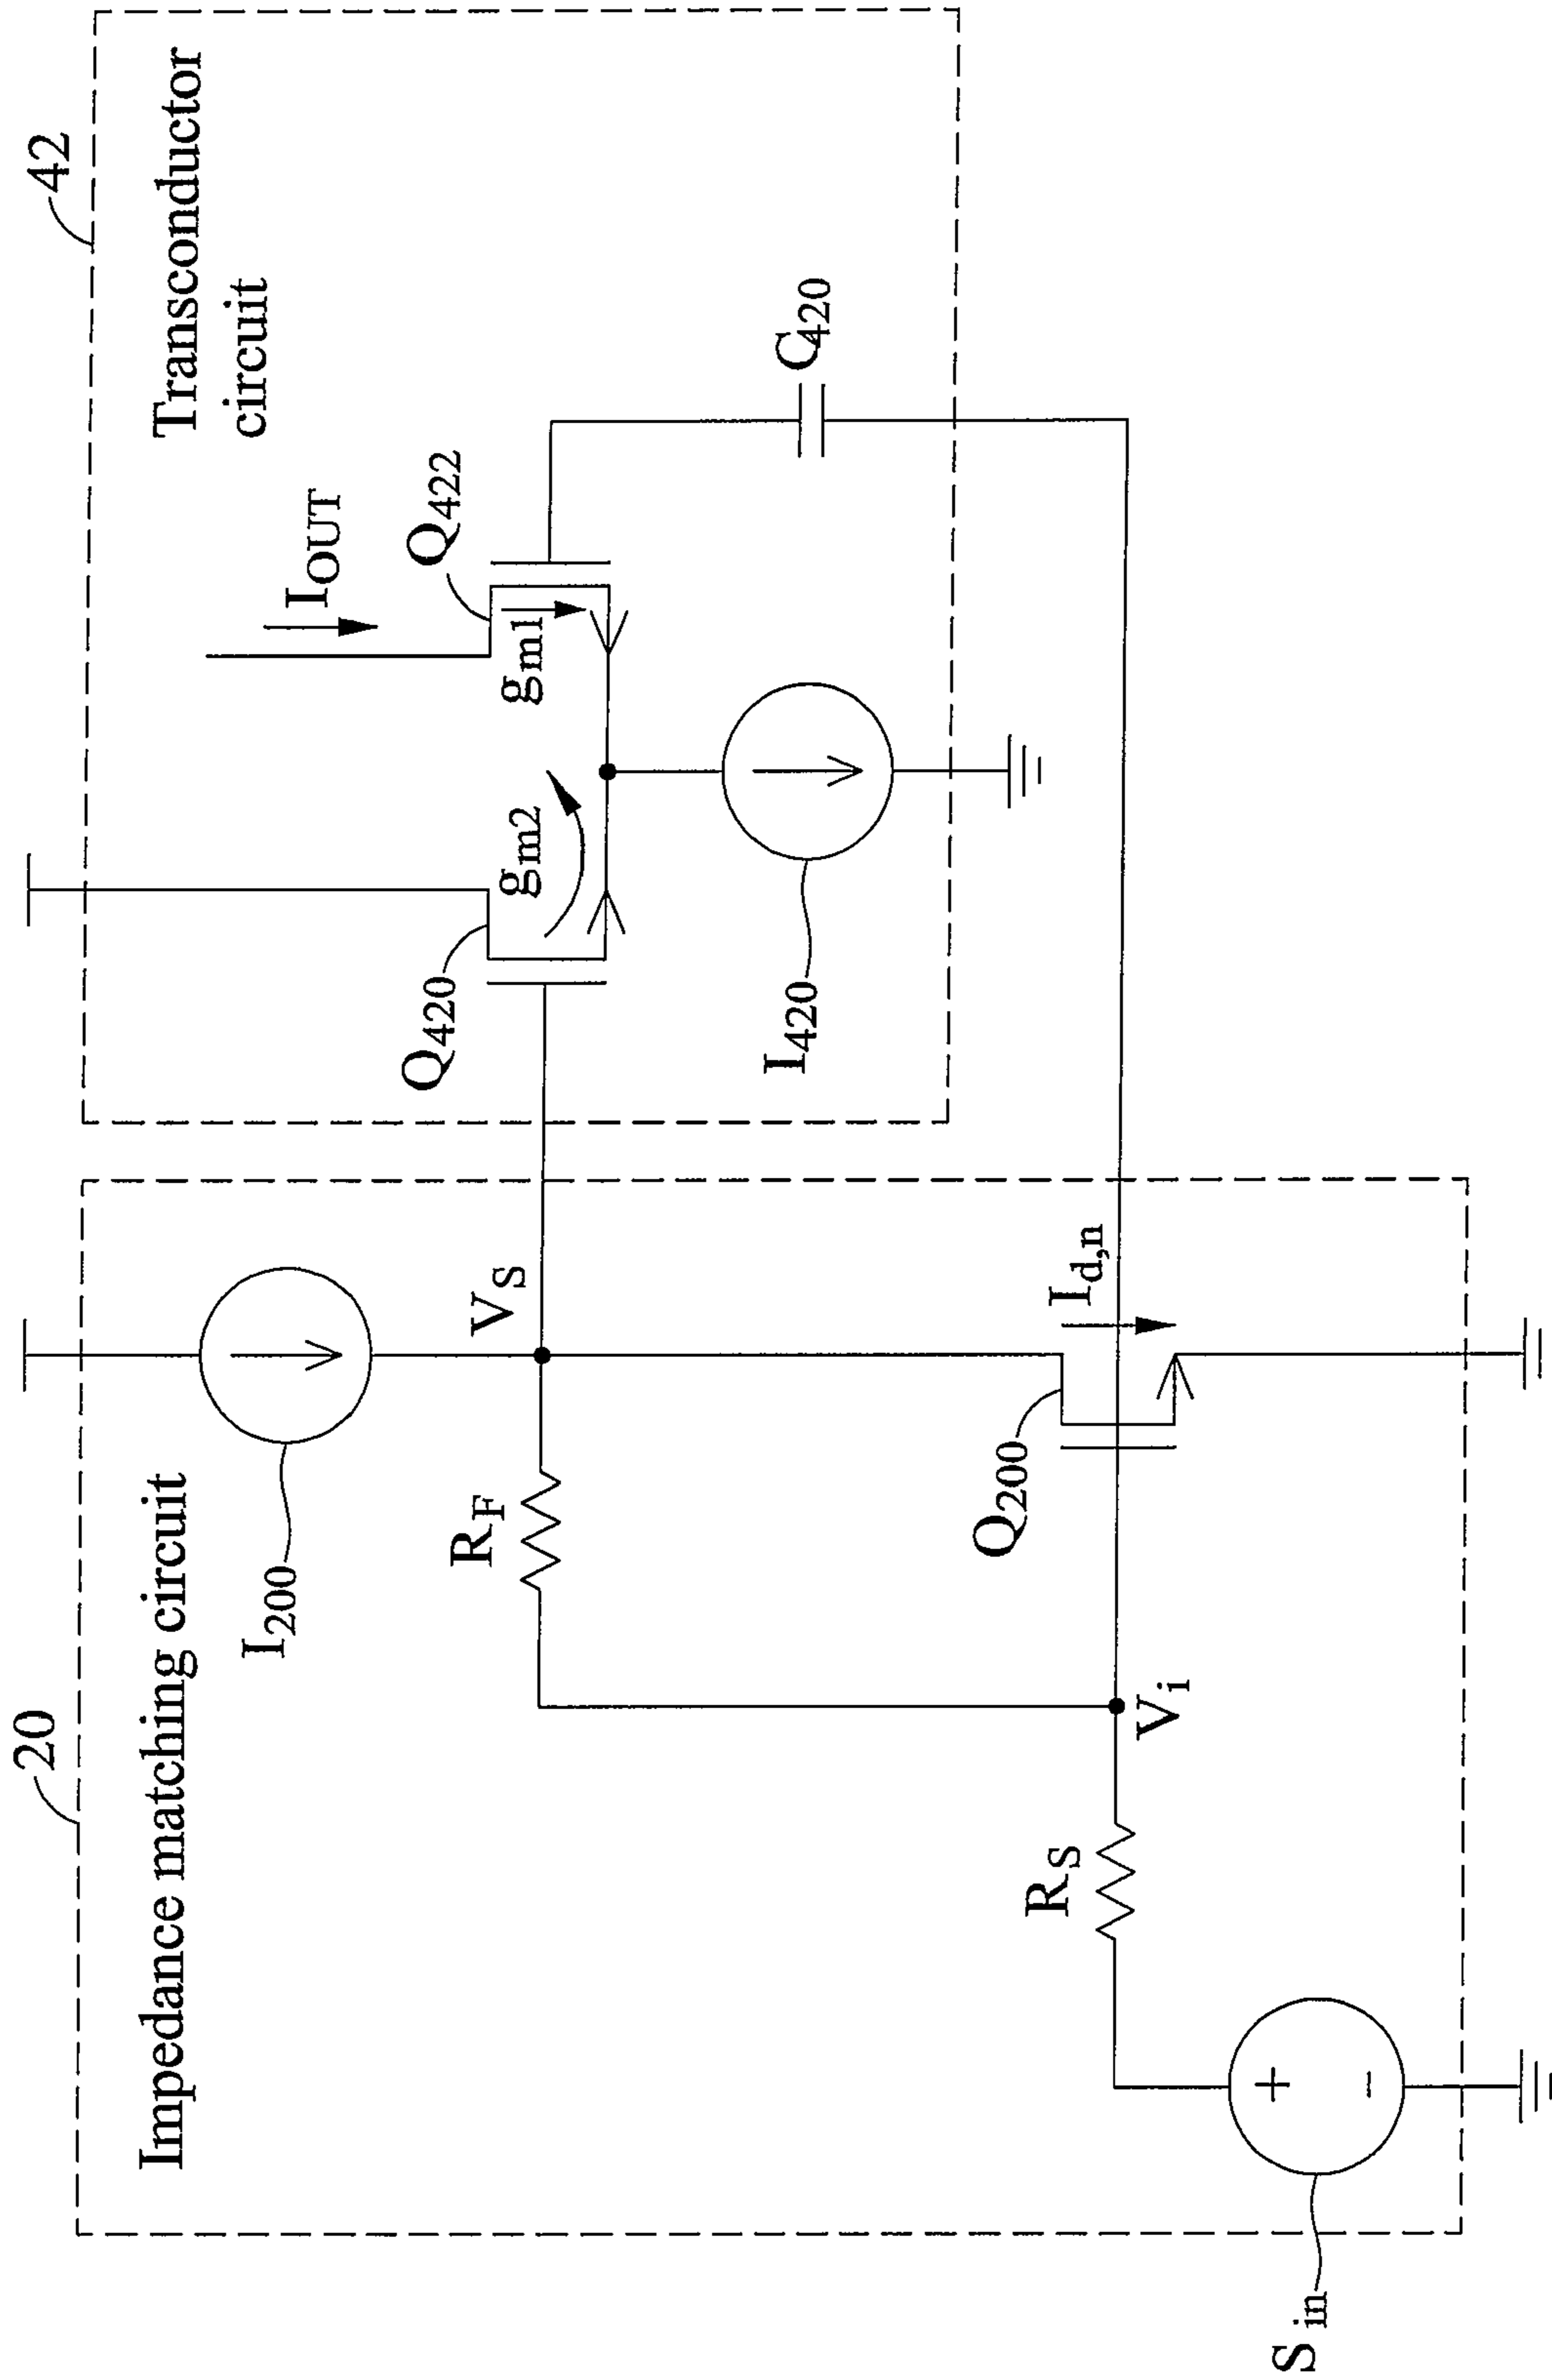 20
Impedance matching circuit
I200
RF
VS
Q200
Id,n
Vi
RS
+
-
Sin
42
Transconductor
circuit
IOUT
Q420
gm2
gm1
Q422
I420
C420